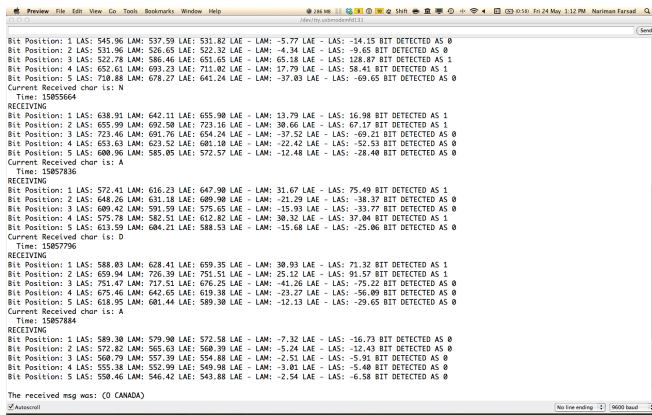 Preview File Edit View Go Tools Bookmarks Window Help 286 MB Shift (0:58) Fri 24 May 1:12 PM Nariman Farsad
/dev/tty.usbmodemfd131
Send
Bit Position: 1 LAS: 545.96 LAM: 537.59 LAE: 531.82 LAE - LAM: -5.77 LAE - LAS: -14.15 BIT DETECTED AS 0
Bit Position: 2 LAS: 531.96 LAM: 526.65 LAE: 522.32 LAE - LAM: -4.34 LAE - LAS: -9.65 BIT DETECTED AS 0
Bit Position: 3 LAS: 522.78 LAM: 586.46 LAE: 651.65 LAE - LAM: 65.18 LAE - LAS: 128.87 BIT DETECTED AS 1
Bit Position: 4 LAS: 652.61 LAM: 693.23 LAE: 711.02 LAE - LAM: 17.79 LAE - LAS: 58.41 BIT DETECTED AS 1
Bit Position: 5 LAS: 710.88 LAM: 678.27 LAE: 641.24 LAE - LAM: -37.03 LAE - LAS: -69.65 BIT DETECTED AS 0
Current Received char is: N
Time: 15055664
RECEIVING
Bit Position: 1 LAS: 638.91 LAM: 642.11 LAE: 655.90 LAE - LAM: 13.79 LAE - LAS: 16.98 BIT DETECTED AS 1
Bit Position: 2 LAS: 655.99 LAM: 692.50 LAE: 723.16 LAE - LAM: 30.66 LAE - LAS: 67.17 BIT DETECTED AS 1
Bit Position: 3 LAS: 723.46 LAM: 691.76 LAE: 654.24 LAE - LAM: -37.52 LAE - LAS: -69.21 BIT DETECTED AS 0
Bit Position: 4 LAS: 653.63 LAM: 623.52 LAE: 601.10 LAE - LAM: -22.42 LAE - LAS: -52.53 BIT DETECTED AS 0
Bit Position: 5 LAS: 600.96 LAM: 585.05 LAE: 572.57 LAE - LAM: -12.48 LAE - LAS: -28.40 BIT DETECTED AS 0
Current Received char is: A
Time: 15057836
RECEIVING
Bit Position: 1 LAS: 572.41 LAM: 616.23 LAE: 647.90 LAE - LAM: 31.67 LAE - LAS: 75.49 BIT DETECTED AS 1
Bit Position: 2 LAS: 648.26 LAM: 631.18 LAE: 609.90 LAE - LAM: -21.29 LAE - LAS: -38.37 BIT DETECTED AS 0
Bit Position: 3 LAS: 609.42 LAM: 591.59 LAE: 575.65 LAE - LAM: -15.93 LAE - LAS: -33.77 BIT DETECTED AS 0
Bit Position: 4 LAS: 575.78 LAM: 582.51 LAE: 612.82 LAE - LAM: 30.32 LAE - LAS: 37.04 BIT DETECTED AS 1
Bit Position: 5 LAS: 613.59 LAM: 604.21 LAE: 588.53 LAE - LAM: -15.68 LAE - LAS: -25.06 BIT DETECTED AS 0
Current Received char is: D
Time: 15057796
RECEIVING
Bit Position: 1 LAS: 588.03 LAM: 628.41 LAE: 659.35 LAE - LAM: 30.93 LAE - LAS: 71.32 BIT DETECTED AS 1
Bit Position: 2 LAS: 659.94 LAM: 726.39 LAE: 751.51 LAE - LAM: 25.12 LAE - LAS: 91.57 BIT DETECTED AS 1
Bit Position: 3 LAS: 751.47 LAM: 717.51 LAE: 676.25 LAE - LAM: -41.26 LAE - LAS: -75.22 BIT DETECTED AS 0
Bit Position: 4 LAS: 675.46 LAM: 642.65 LAE: 619.38 LAE - LAM: -23.27 LAE - LAS: -56.09 BIT DETECTED AS 0
Bit Position: 5 LAS: 618.95 LAM: 601.44 LAE: 589.30 LAE - LAM: -12.13 LAE - LAS: -29.65 BIT DETECTED AS 0
Current Received char is: A
Time: 15057884
RECEIVING
Bit Position: 1 LAS: 589.30 LAM: 579.90 LAE: 572.58 LAE - LAM: -7.32 LAE - LAS: -16.73 BIT DETECTED AS 0
Bit Position: 2 LAS: 572.82 LAM: 565.63 LAE: 560.39 LAE - LAM: -5.24 LAE - LAS: -12.43 BIT DETECTED AS 0
Bit Position: 3 LAS: 560.79 LAM: 557.39 LAE: 554.88 LAE - LAM: -2.51 LAE - LAS: -5.91 BIT DETECTED AS 0
Bit Position: 4 LAS: 555.38 LAM: 552.99 LAE: 549.98 LAE - LAM: -3.01 LAE - LAS: -5.40 BIT DETECTED AS 0
Bit Position: 5 LAS: 550.46 LAM: 546.42 LAE: 543.88 LAE - LAM: -2.54 LAE - LAS: -6.58 BIT DETECTED AS 0
The received msg was: (O CANADA)
Autoscroll No line ending 9600 baud